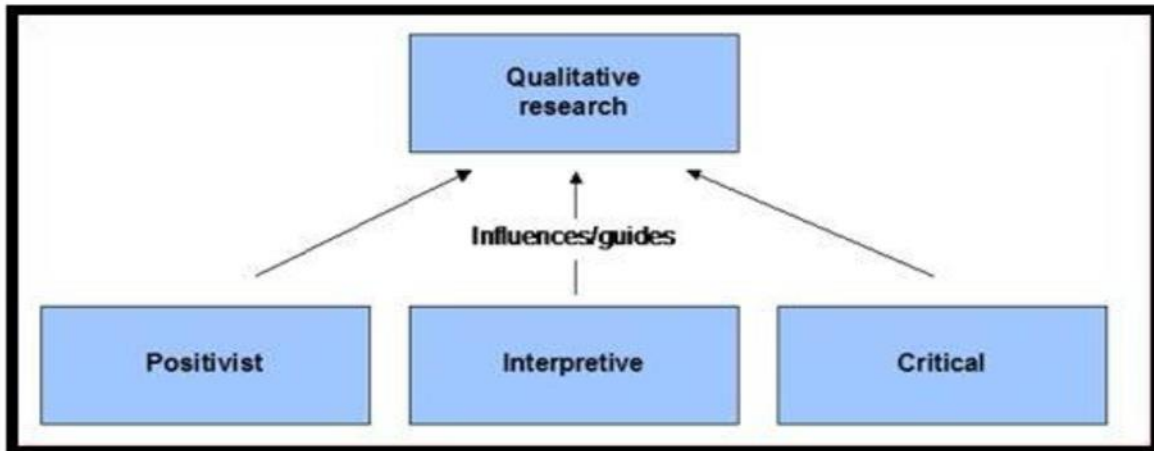 Qualitative
research
Influences/guides
Positivist
Interpretive
Critical